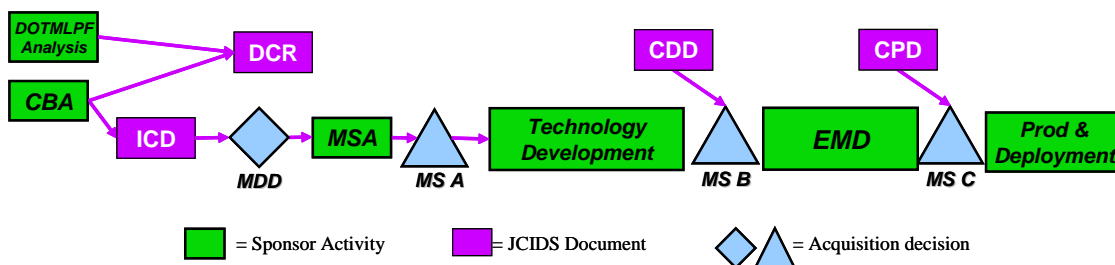 DOTMLPF
Analysis
DCR
CDD
CPD
CBA
ICD
MDD
MSA
MS A
Technology
Development
MS B
EMD
MS C
Prod &
Deployment
= Sponsor Activity
= JCIDS Document
= Acquisition decision